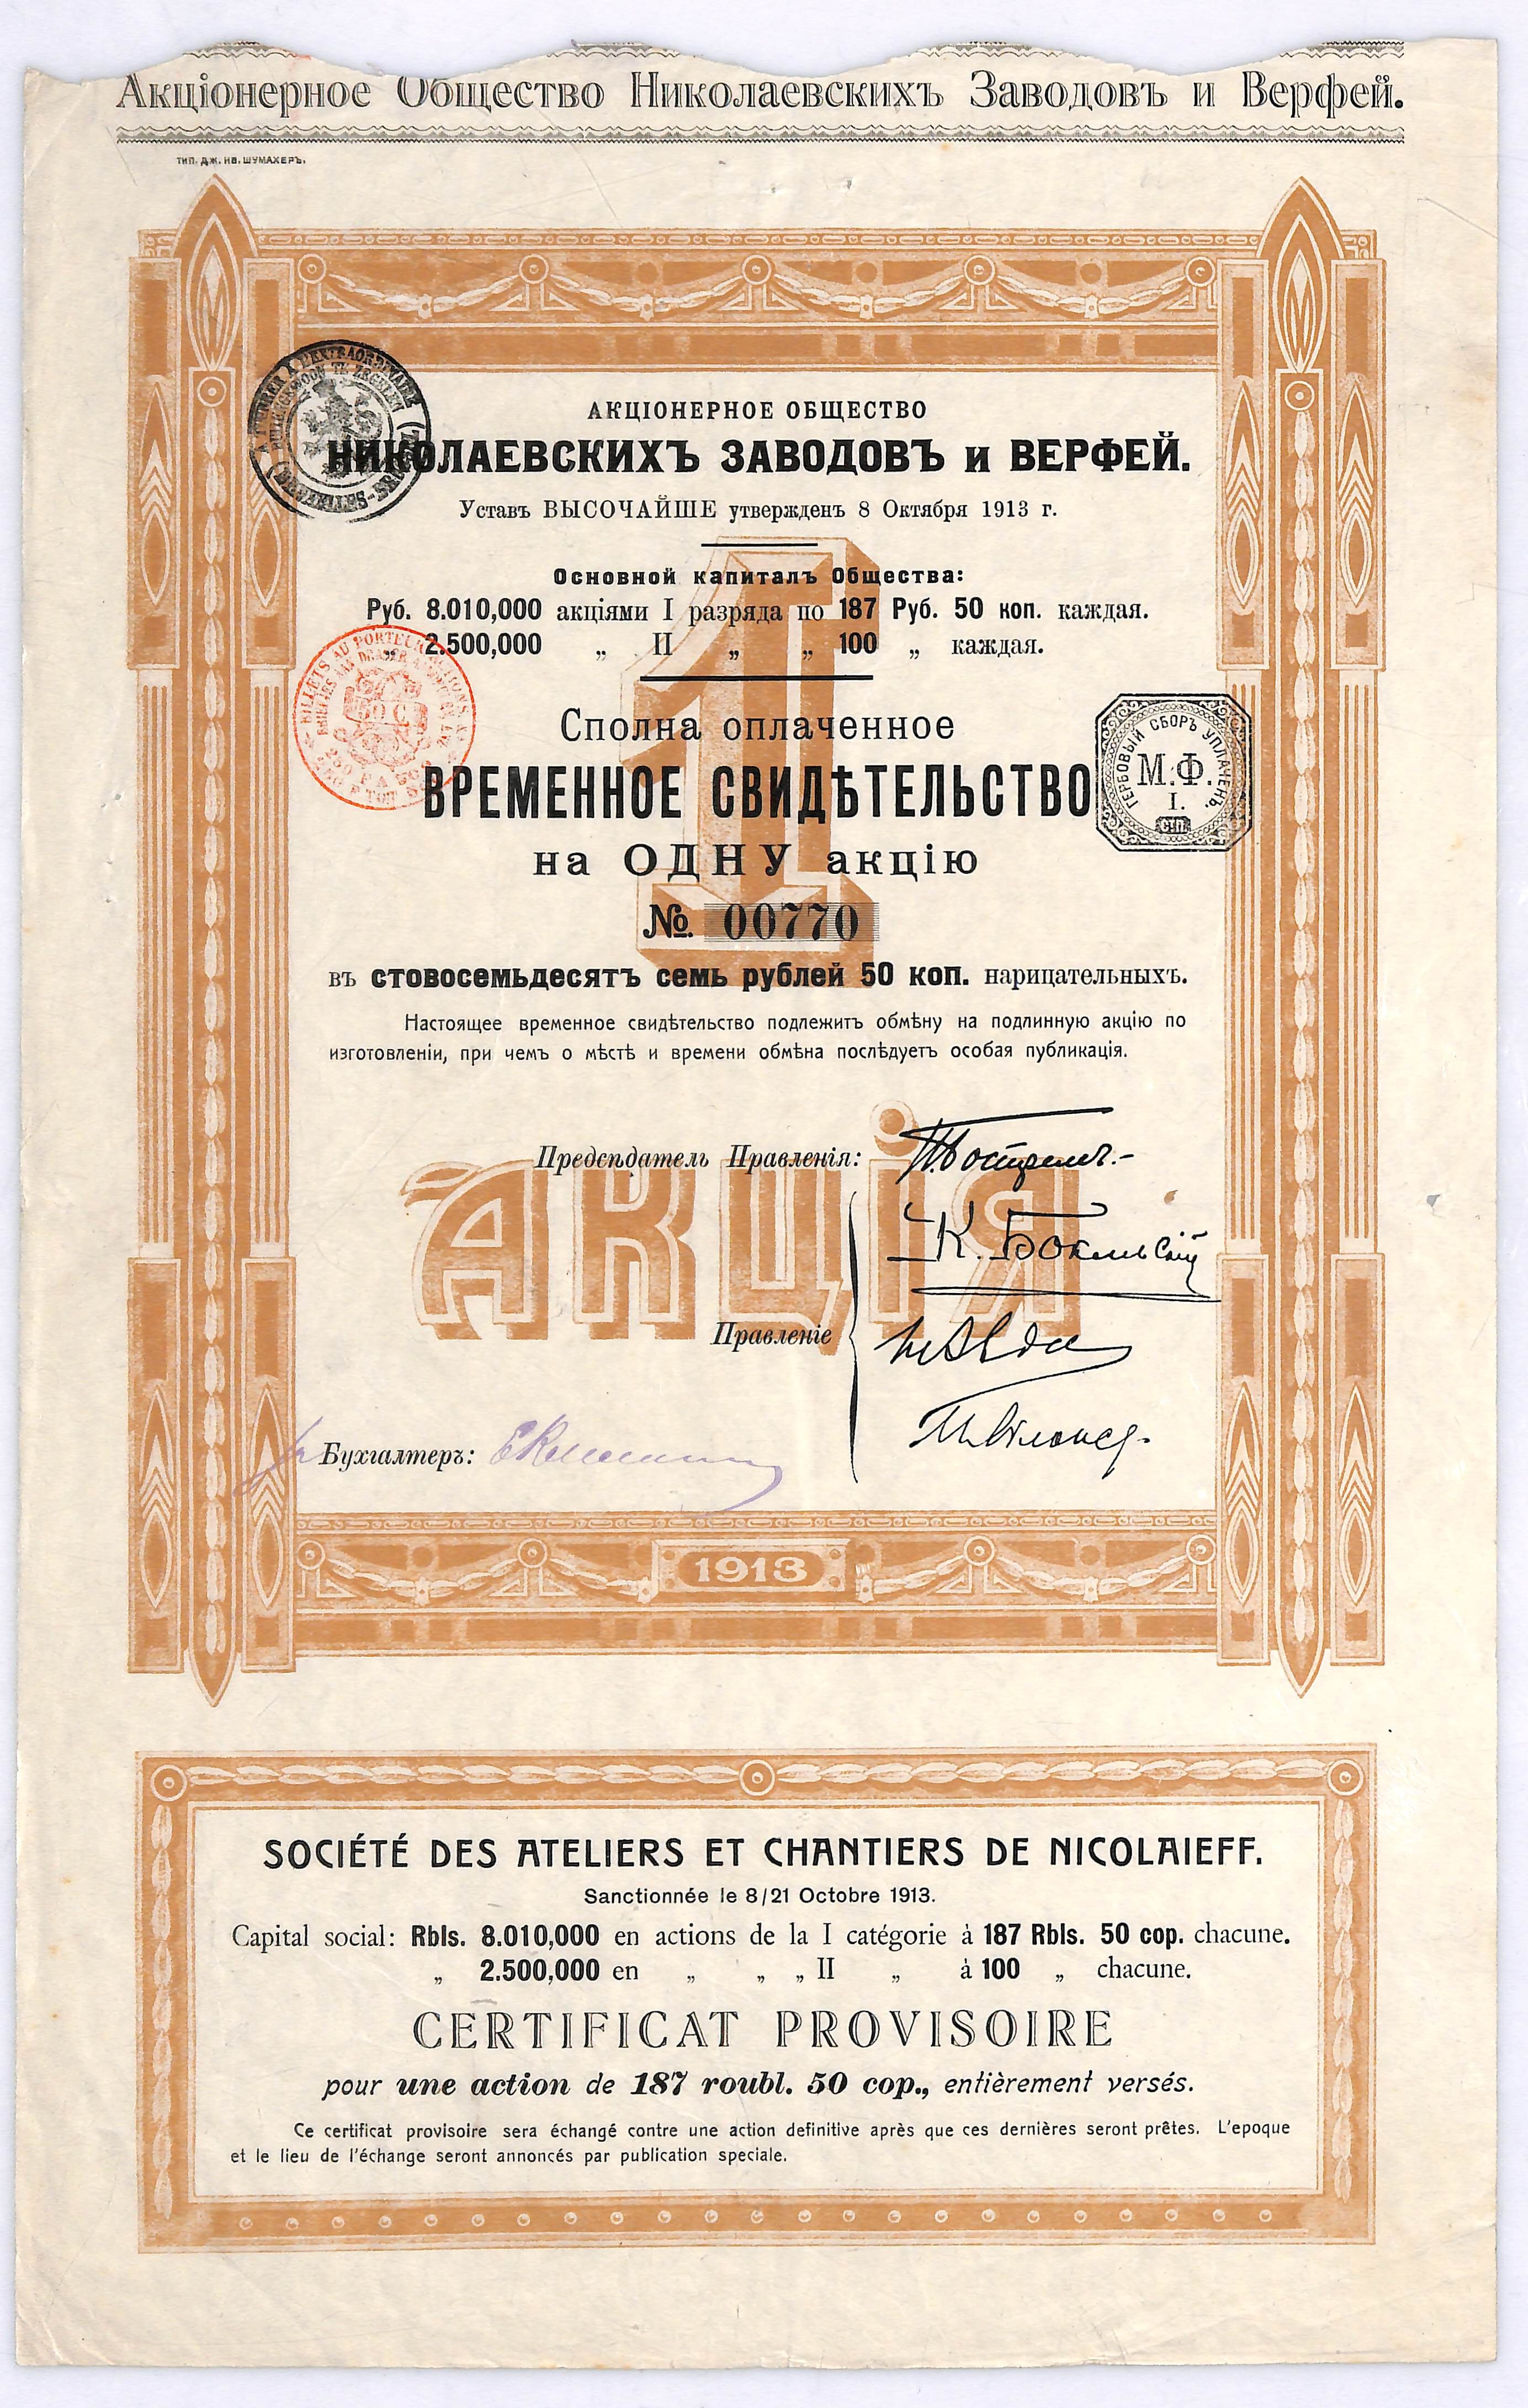 Акціонерное Общество Николаевскихъ Заводовъ и Верфей.
ТИП. ДЖ. ИВ. ШУМАХЕРЪ.
АКЦІОНЕРНОЕ ОБЩЕСТВО
НИКОЛАЕВСКИХЪ ЗАВОДОВЪ и ВЕРФЕЙ.
Уставъ ВЫСОЧАЙШЕ утвержденъ 8 Октября 1913 г.
Основной капиталъ Общества:
Руб. 8.010,000 акціями I разряда по 187 Руб. 50 коп. каждая.
„ 2.500,000 „ II „ „ 100 „ каждая.
Сполна оплаченное
ВРЕМЕННОЕ СВИДѢТЕЛЬСТВО
ГЕРБОВЫЙ СБОРЪ УПЛАЧЕНЪ.
М.Ф.
I.
СПП.
на ОДНУ акцію
1
№ 00770
въ стовосемьдесятъ семь рублей 50 коп. нарицательныхъ.
Настоящее временное свидѣтельство подлежитъ обмѣну на подлинную акцію по
изготовленіи, при чемъ о мѣстѣ и времени обмѣна послѣдуетъ особая публикація.
Предсѣдатель Правленія:
АКЦІЯ
К. Бокельскій
Правленіе
Бухгалтеръ:
1913
SOCIÉTÉ DES ATELIERS ET CHANTIERS DE NICOLAIEFF.
Sanctionnée le 8/21 Octobre 1913.
Capital social: Rbls. 8.010,000 en actions de la I catégorie à 187 Rbls. 50 cop. chacune.
„ 2.500,000 en „ „ „ II „ à 100 „ chacune.
CERTIFICAT PROVISOIRE
pour une action de 187 roubl. 50 cop., entièrement versés.
Ce certificat provisoire sera échangé contre une action definitive après que ces dernières seront prêtes. L'epoque
et le lieu de l'échange seront annoncés par publication speciale.